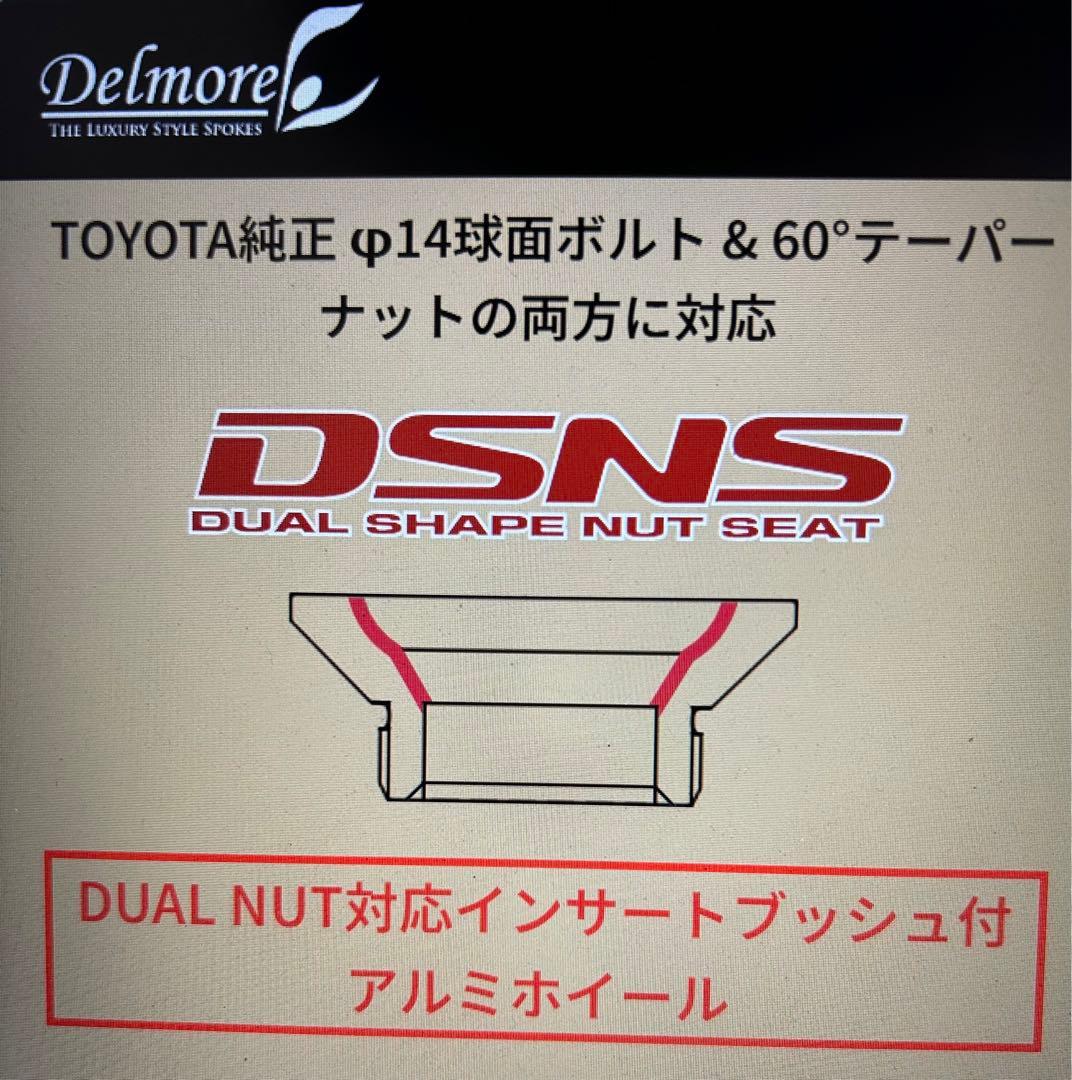 Delmore
THE LUXURY STYLE SPOKES
TOYOTA純正 φ14球面ボルト & 60°テーパー
ナットの両方に対応
DSNS
DUAL SHAPE NUT SEAT
DUAL NUT対応インサートブッシュ付
アルミホイール